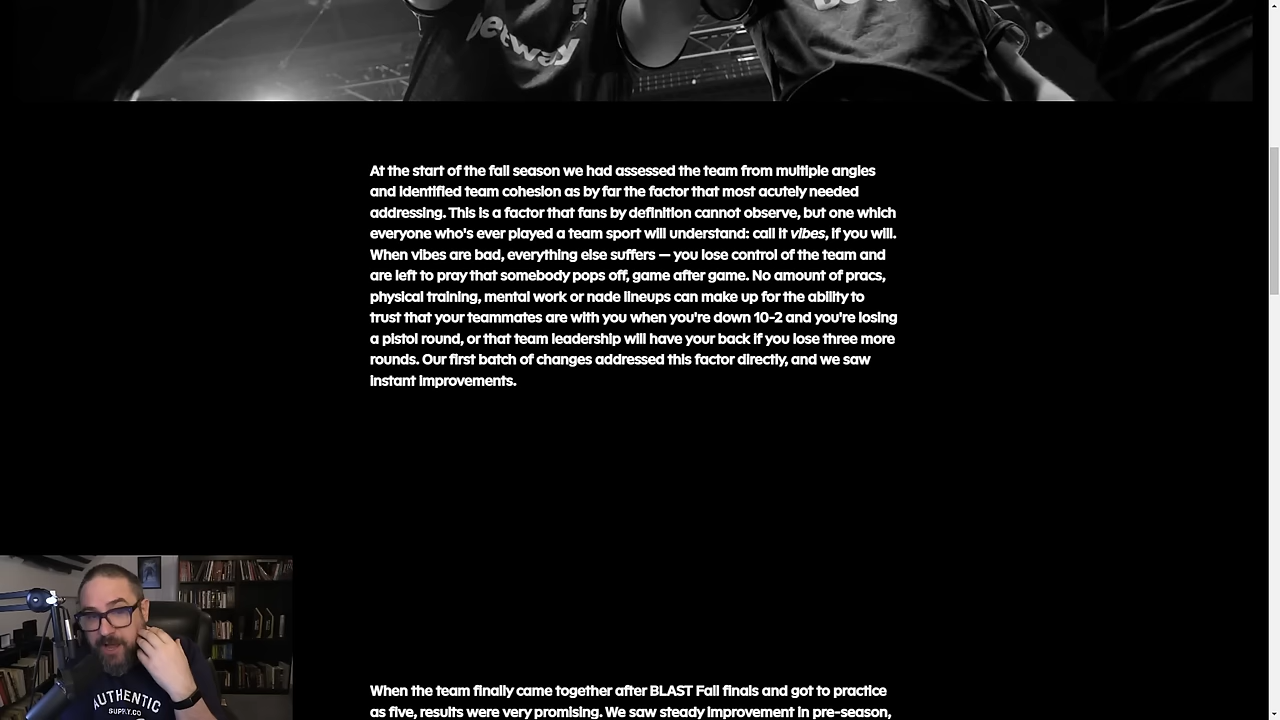 betway
At the start of the fall season we had assessed the team from multiple angles
and identified team cohesion as by far the factor that most acutely needed
addressing. This is a factor that fans by definition cannot observe, but one which
everyone who's ever played a team sport will understand: call it vibes, if you will.
When vibes are bad, everything else suffers — you lose control of the team and
are left to pray that somebody pops off, game after game. No amount of pracs,
physical training, mental work or nade lineups can make up for the ability to
trust that your teammates are with you when you're down 10-2 and you're losing
a pistol round, or that team leadership will have your back if you lose three more
rounds. Our first batch of changes addressed this factor directly, and we saw
instant improvements.
When the team finally came together after BLAST Fall finals and got to practice
as five, results were very promising. We saw steady improvement in pre-season,
AUTHENTIC
SUPPLY.CO